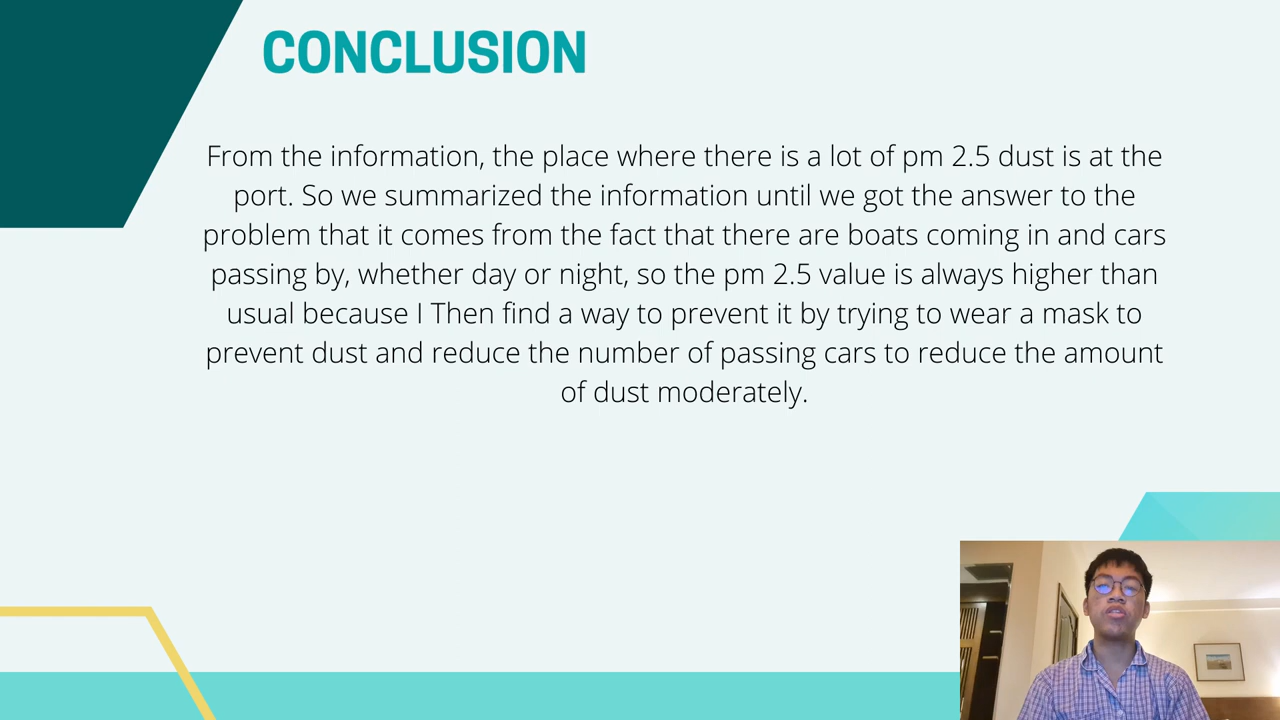 CONCLUSION
From the information, the place where there is a lot of pm 2.5 dust is at the
port. So we summarized the information until we got the answer to the
problem that it comes from the fact that there are boats coming in and cars
passing by, whether day or night, so the pm 2.5 value is always higher than
usual because I Then find a way to prevent it by trying to wear a mask to
prevent dust and reduce the number of passing cars to reduce the amount
of dust moderately.